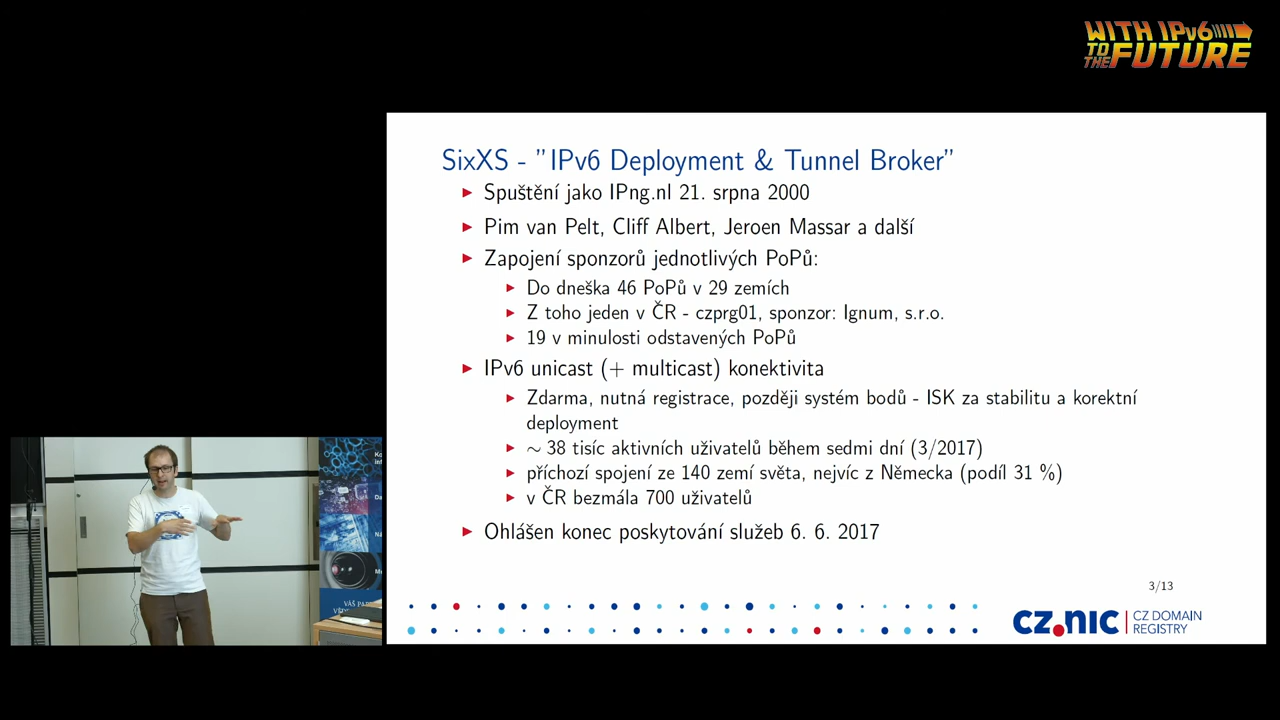 WITH IPv6
TO THE FUTURE
SixXS - "IPv6 Deployment & Tunnel Broker"
Spuštění jako IPng.nl 21. srpna 2000
Pim van Pelt, Cliff Albert, Jeroen Massar a další
Zapojení sponzorů jednotlivých PoPů:
Do dneška 46 PoPů v 29 zemích
Z toho jeden v ČR - czprg01, sponzor: Ignum, s.r.o.
19 v minulosti odstavených PoPů
IPv6 unicast (+ multicast) konektivita
Zdarma, nutná registrace, později systém bodů - ISK za stabilitu a korektní
deployment
~ 38 tisíc aktivních uživatelů během sedmi dní (3/2017)
příchozí spojení ze 140 zemí světa, nejvíc z Německa (podíl 31 %)
v ČR bezmála 700 uživatelů
Ohlášen konec poskytování služeb 6. 6. 2017
3/13
CZ.NIC | CZ DOMAIN
REGISTRY
VÁŠ